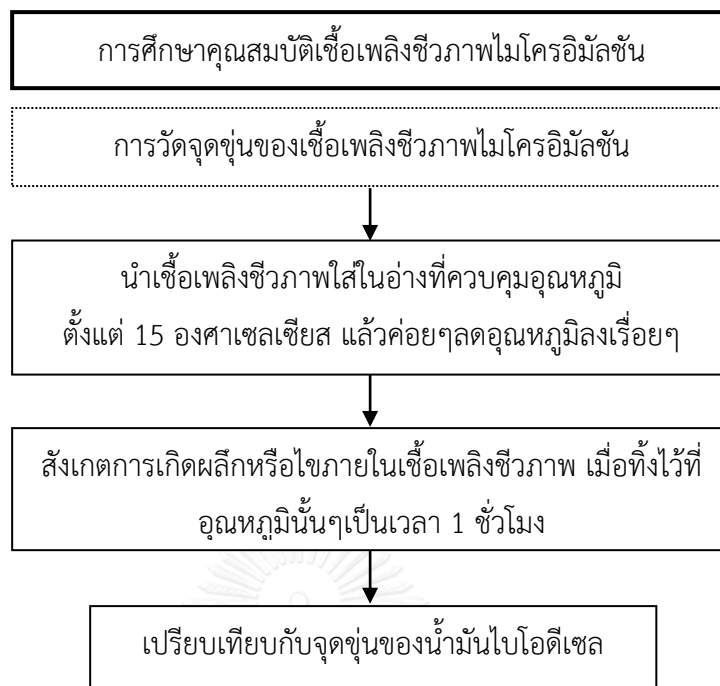 การศึกษาคุณสมบัติเชื้อเพลิงชีวภาพไมโครอิมัลชัน
การวัดจุดขุ่นของเชื้อเพลิงชีวภาพไมโครอิมัลชัน
นำเชื้อเพลิงชีวภาพใส่ในอ่างที่ควบคุมอุณหภูมิ
ตั้งแต่ 15 องศาเซลเซียส แล้วค่อยๆลดอุณหภูมิลงเรื่อยๆ
สังเกตการเกิดผลึกหรือไขภายในเชื้อเพลิงชีวภาพ เมื่อทิ้งไว้ที่
อุณหภูมินั้นๆเป็นเวลา 1 ชั่วโมง
เปรียบเทียบกับจุดขุ่นของน้ำมันไบโอดีเซล